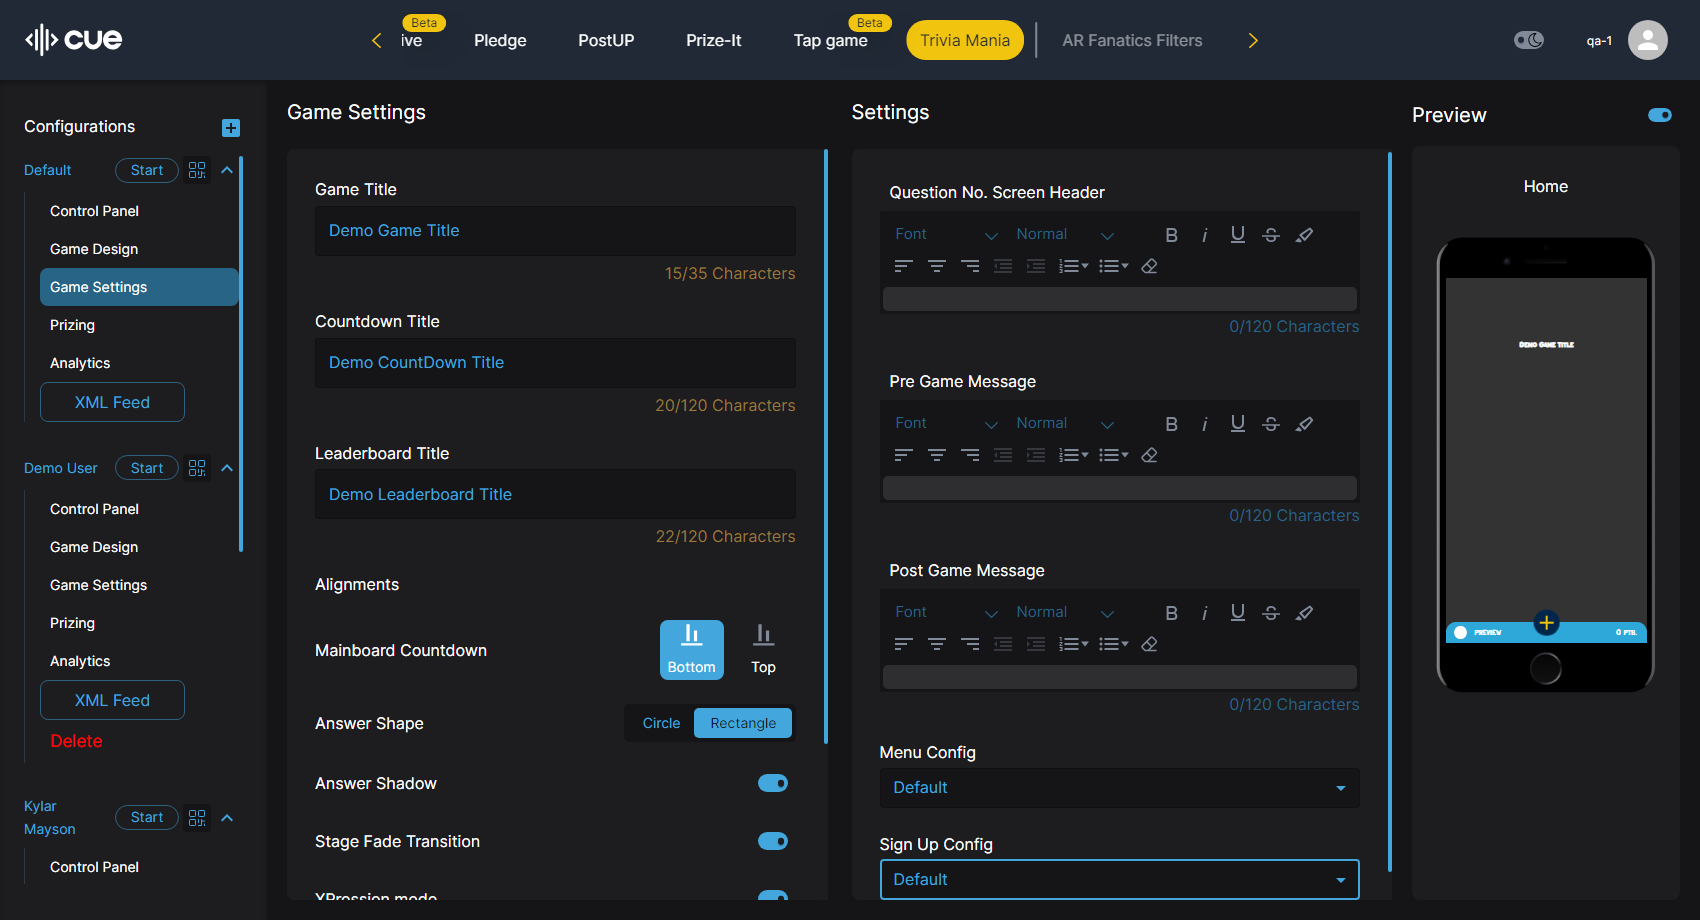 cue
Beta
ive
Pledge
PostUP
Prize-It
Beta
Tap game
Trivia Mania
AR Fanatics Filters
qa-1
Configurations
Default
Start
Control Panel
Game Design
Game Settings
Prizing
Analytics
XML Feed
Demo User
Start
Control Panel
Game Design
Game Settings
Prizing
Analytics
XML Feed
Delete
Kylar
Mayson
Start
Control Panel
Game Settings
Game Title
Demo Game Title
15/35 Characters
Countdown Title
Demo CountDown Title
20/120 Characters
Leaderboard Title
Demo Leaderboard Title
22/120 Characters
Alignments
Mainboard Countdown
Bottom
Top
Answer Shape
Circle
Rectangle
Answer Shadow
Stage Fade Transition
XPression mode
Settings
Question No. Screen Header
Font
Normal
B i U S
0/120 Characters
Pre Game Message
Font
Normal
B i U S
0/120 Characters
Post Game Message
Font
Normal
B i U S
0/120 Characters
Menu Config
Default
Sign Up Config
Default
Preview
Home
Demo Game Title
PREVIEW
0 PTS.